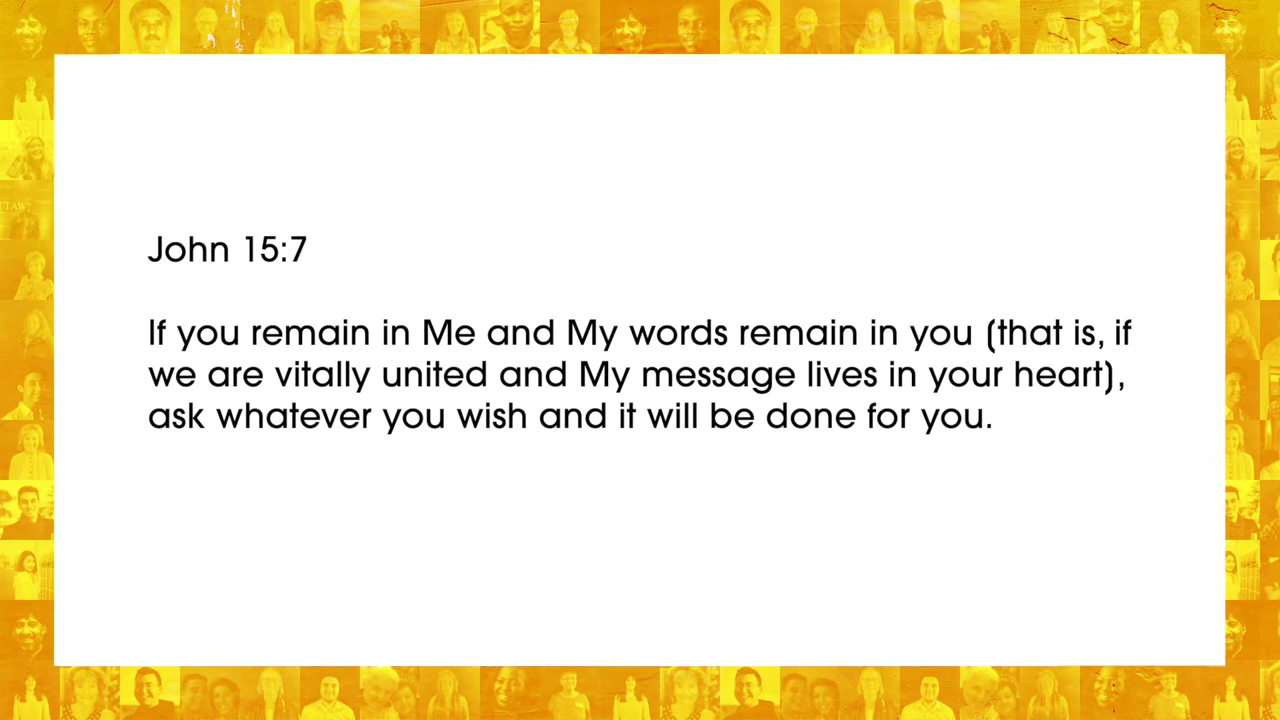 John 15:7
If you remain in Me and My words remain in you (that is, if
we are vitally united and My message lives in your heart),
ask whatever you wish and it will be done for you.